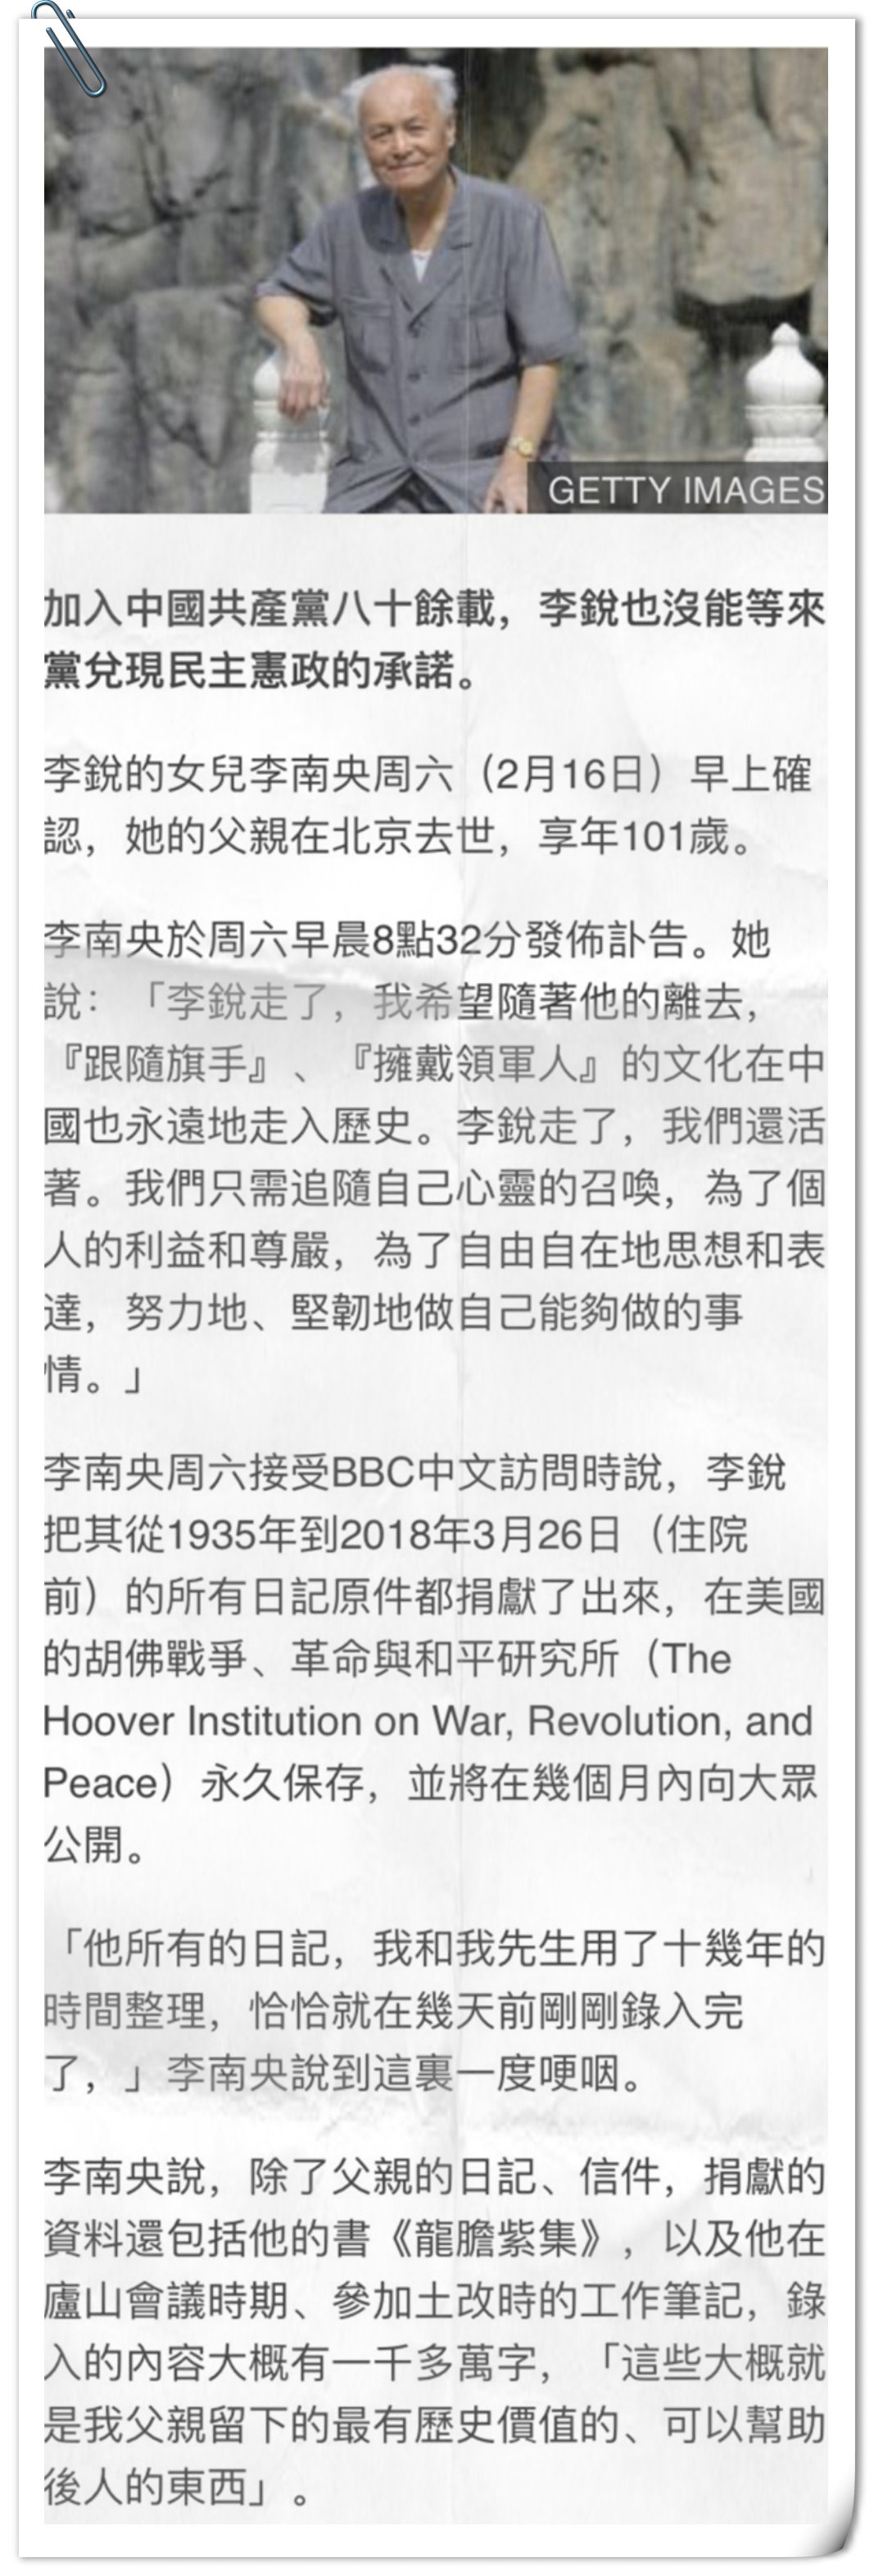 GETTY IMAGES
加入中國共產黨八十餘載，李銳也沒能等來
黨兌現民主憲政的承諾。
李銳的女兒李南央周六（2月16日）早上確
認，她的父親在北京去世，享年101歲。
李南央於周六早晨8點32分發佈訃告。她
說：「李銳走了，我希望隨著他的離去，
『跟隨旗手』、『擁戴領軍人』的文化在中
國也永遠地走入歷史。李銳走了，我們還活
著。我們只需追隨自己心靈的召喚，為了個
人的利益和尊嚴，為了自由自在地思想和表
達，努力地、堅韌地做自己能夠做的事
情。」
李南央周六接受BBC中文訪問時說，李銳
把其從1935年到2018年3月26日（住院
前）的所有日記原件都捐獻了出來，在美國
的胡佛戰爭、革命與和平研究所（The
Hoover Institution on War, Revolution, and
Peace）永久保存，並將在幾個月內向大眾
公開。
「他所有的日記，我和我先生用了十幾年的
時間整理，恰恰就在幾天前剛剛錄入完
了，」李南央說到這裏一度哽咽。
李南央說，除了父親的日記、信件，捐獻的
資料還包括他的書《龍膽紫集》，以及他在
廬山會議時期、參加土改時的工作筆記，錄
入的內容大概有一千多萬字，「這些大概就
是我父親留下的最有歷史價值的、可以幫助
後人的東西」。